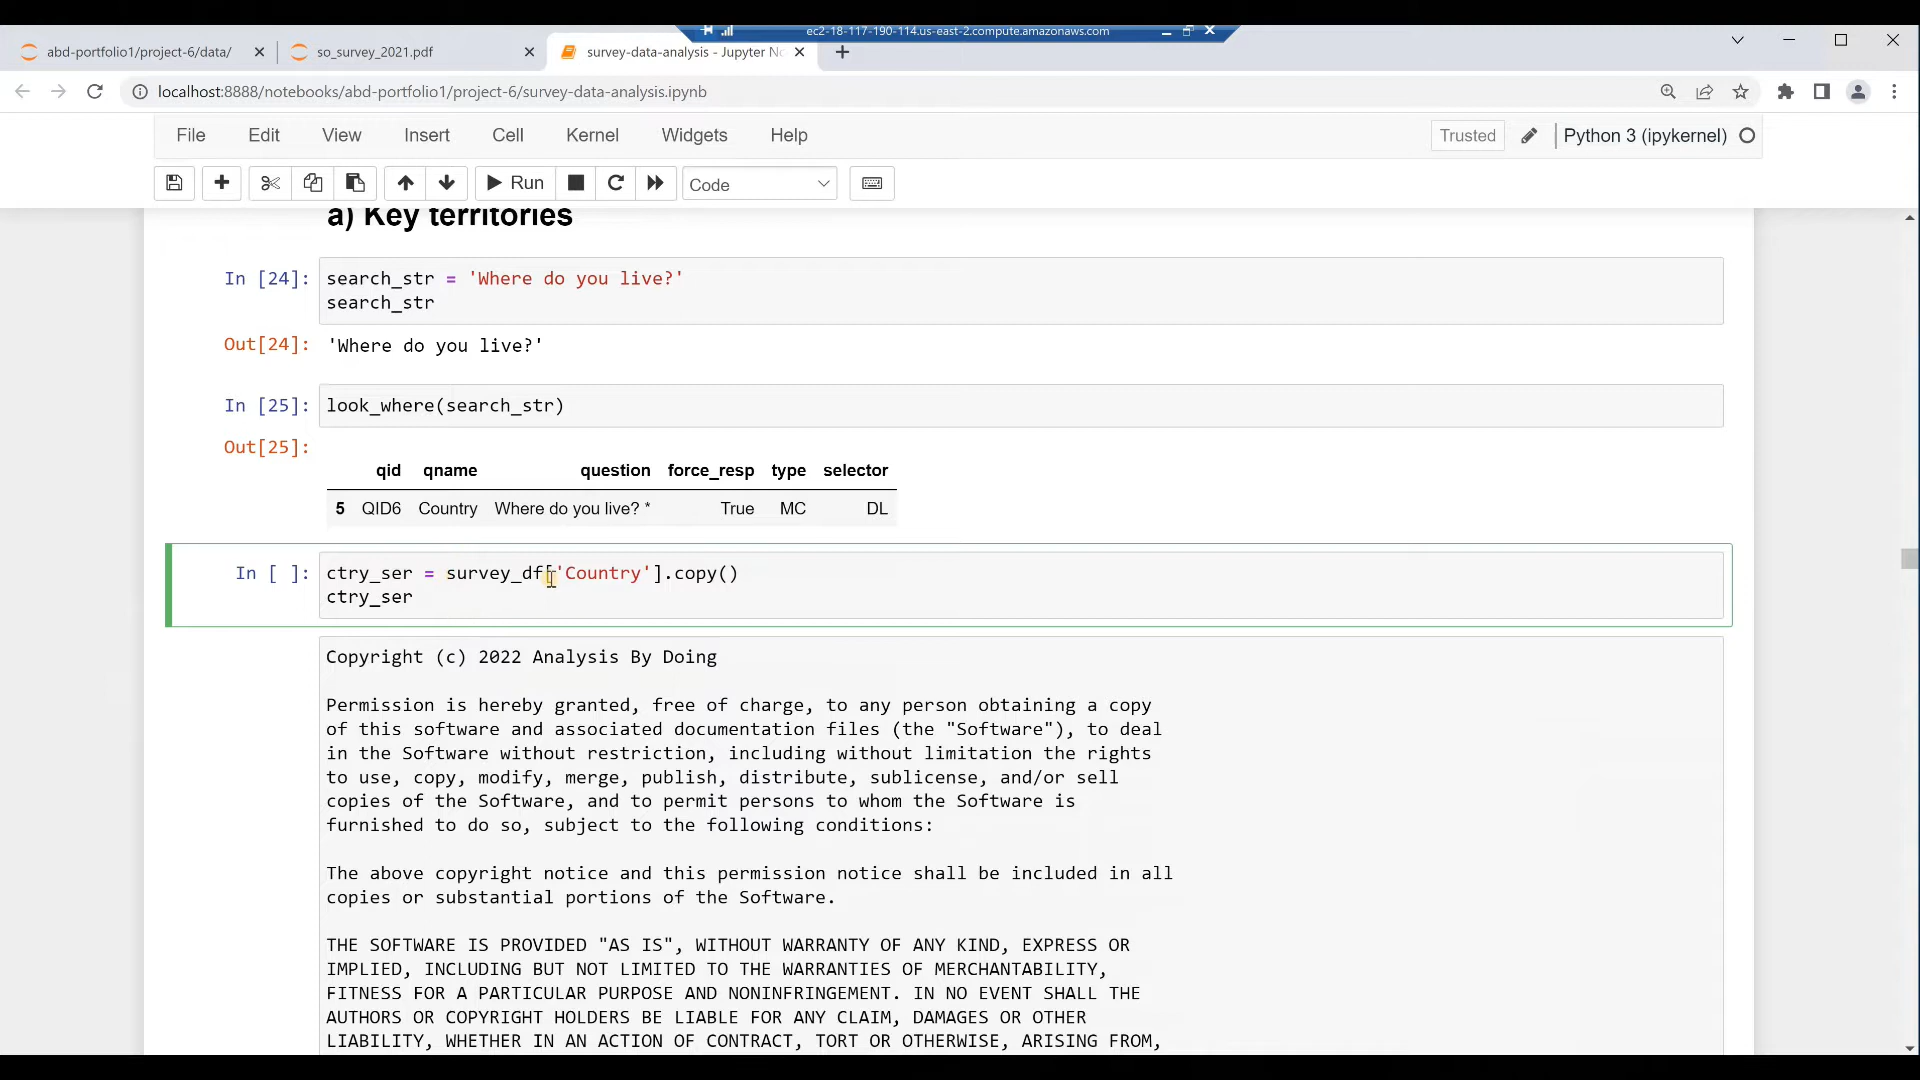 ec2-18-117-190-114.us-east-2.compute.amazonaws.com
abd-portfolio1/project-6/data/
so_survey_2021.pdf
survey-data-analysis - Jupyter No
localhost:8888/notebooks/abd-portfolio1/project-6/survey-data-analysis.ipynb
File Edit View Insert Cell Kernel Widgets Help Trusted Python 3 (ipykernel)
Run Code
a) Key territories
In [24]: search_str = 'Where do you live?'
search_str
Out[24]: 'Where do you live?'
In [25]: look_where(search_str)
Out[25]:
qid qname question force_resp type selector
5 QID6 Country Where do you live? * True MC DL
In [ ]: ctry_ser = survey_df['Country'].copy()
ctry_ser
Copyright (c) 2022 Analysis By Doing
Permission is hereby granted, free of charge, to any person obtaining a copy
of this software and associated documentation files (the "Software"), to deal
in the Software without restriction, including without limitation the rights
to use, copy, modify, merge, publish, distribute, sublicense, and/or sell
copies of the Software, and to permit persons to whom the Software is
furnished to do so, subject to the following conditions:
The above copyright notice and this permission notice shall be included in all
copies or substantial portions of the Software.
THE SOFTWARE IS PROVIDED "AS IS", WITHOUT WARRANTY OF ANY KIND, EXPRESS OR
IMPLIED, INCLUDING BUT NOT LIMITED TO THE WARRANTIES OF MERCHANTABILITY,
FITNESS FOR A PARTICULAR PURPOSE AND NONINFRINGEMENT. IN NO EVENT SHALL THE
AUTHORS OR COPYRIGHT HOLDERS BE LIABLE FOR ANY CLAIM, DAMAGES OR OTHER
LIABILITY, WHETHER IN AN ACTION OF CONTRACT, TORT OR OTHERWISE, ARISING FROM,